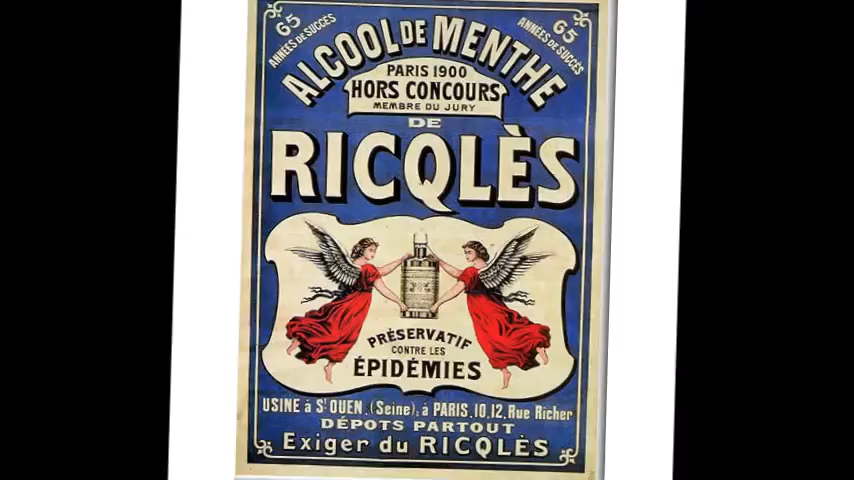 65
ANNÉES DE SUCCÈS
65
ANNÉES DE SUCCÈS
ALCOOL DE MENTHE
PARIS 1900
HORS CONCOURS
MEMBRE DU JURY
DE
RICQLÈS
PRÉSERVATIF
CONTRE LES
ÉPIDÉMIES
USINE à St OUEN. (Seine); à PARIS. 10, 12, Rue Richer
DÉPOTS PARTOUT
Exiger du RICQLÈS